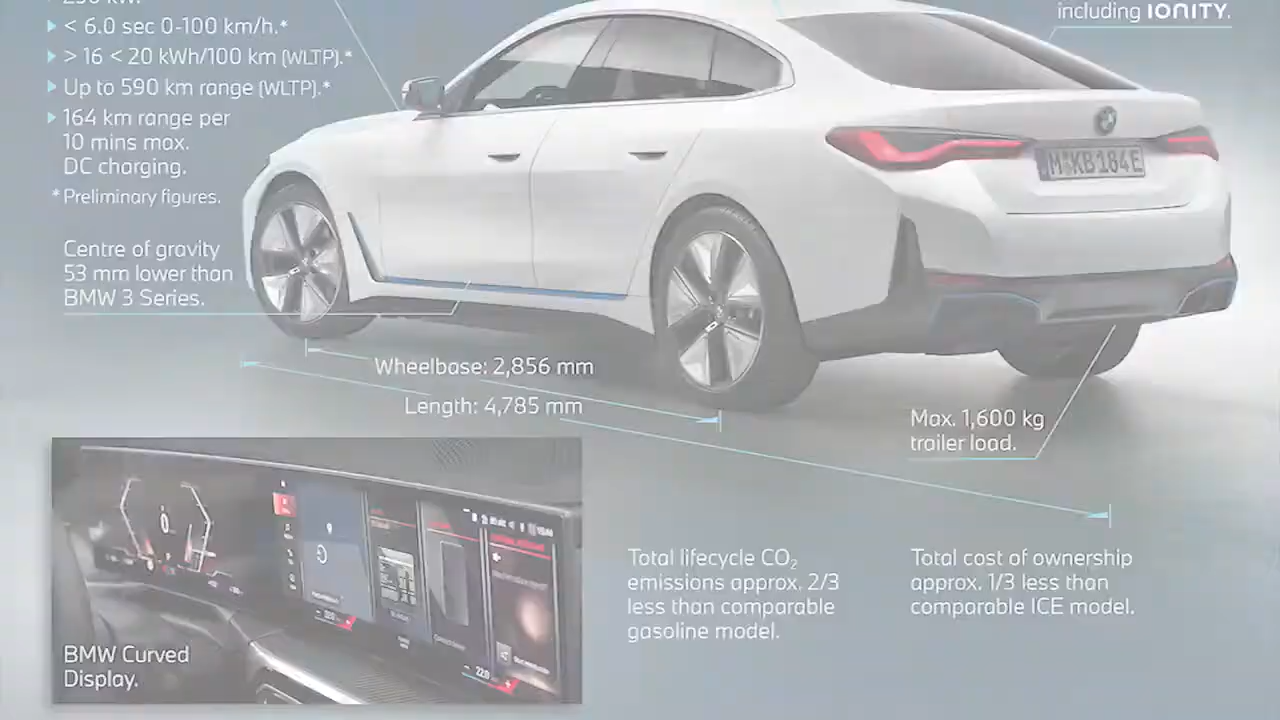 including IONITY.
< 6.0 sec 0-100 km/h.*
> 16 < 20 kWh/100 km (WLTP).*
Up to 590 km range (WLTP).*
164 km range per
10 mins max.
DC charging.
* Preliminary figures.
M KB184E
Centre of gravity
53 mm lower than
BMW 3 Series.
Wheelbase: 2,856 mm
Length: 4,785 mm
Max. 1,600 kg
trailer load.
Total lifecycle CO₂
emissions approx. 2/3
less than comparable
gasoline model.
Total cost of ownership
approx. 1/3 less than
comparable ICE model.
BMW Curved
Display.